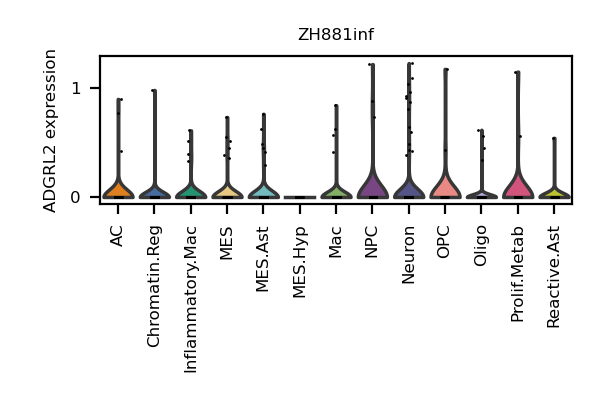 ZH881inf
ADGRL2 expression
1
0
AC
Chromatin.Reg
Inflammatory.Mac
MES
MES.Ast
MES.Hyp
Mac
NPC
Neuron
OPC
Oligo
Prolif.Metab
Reactive.Ast